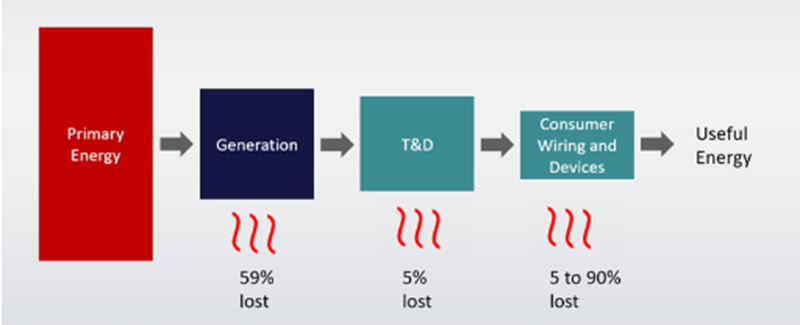 Primary
Energy
Generation
T&D
Consumer
Wiring and
Devices
Useful
Energy
59%
lost
5%
lost
5 to 90%
lost